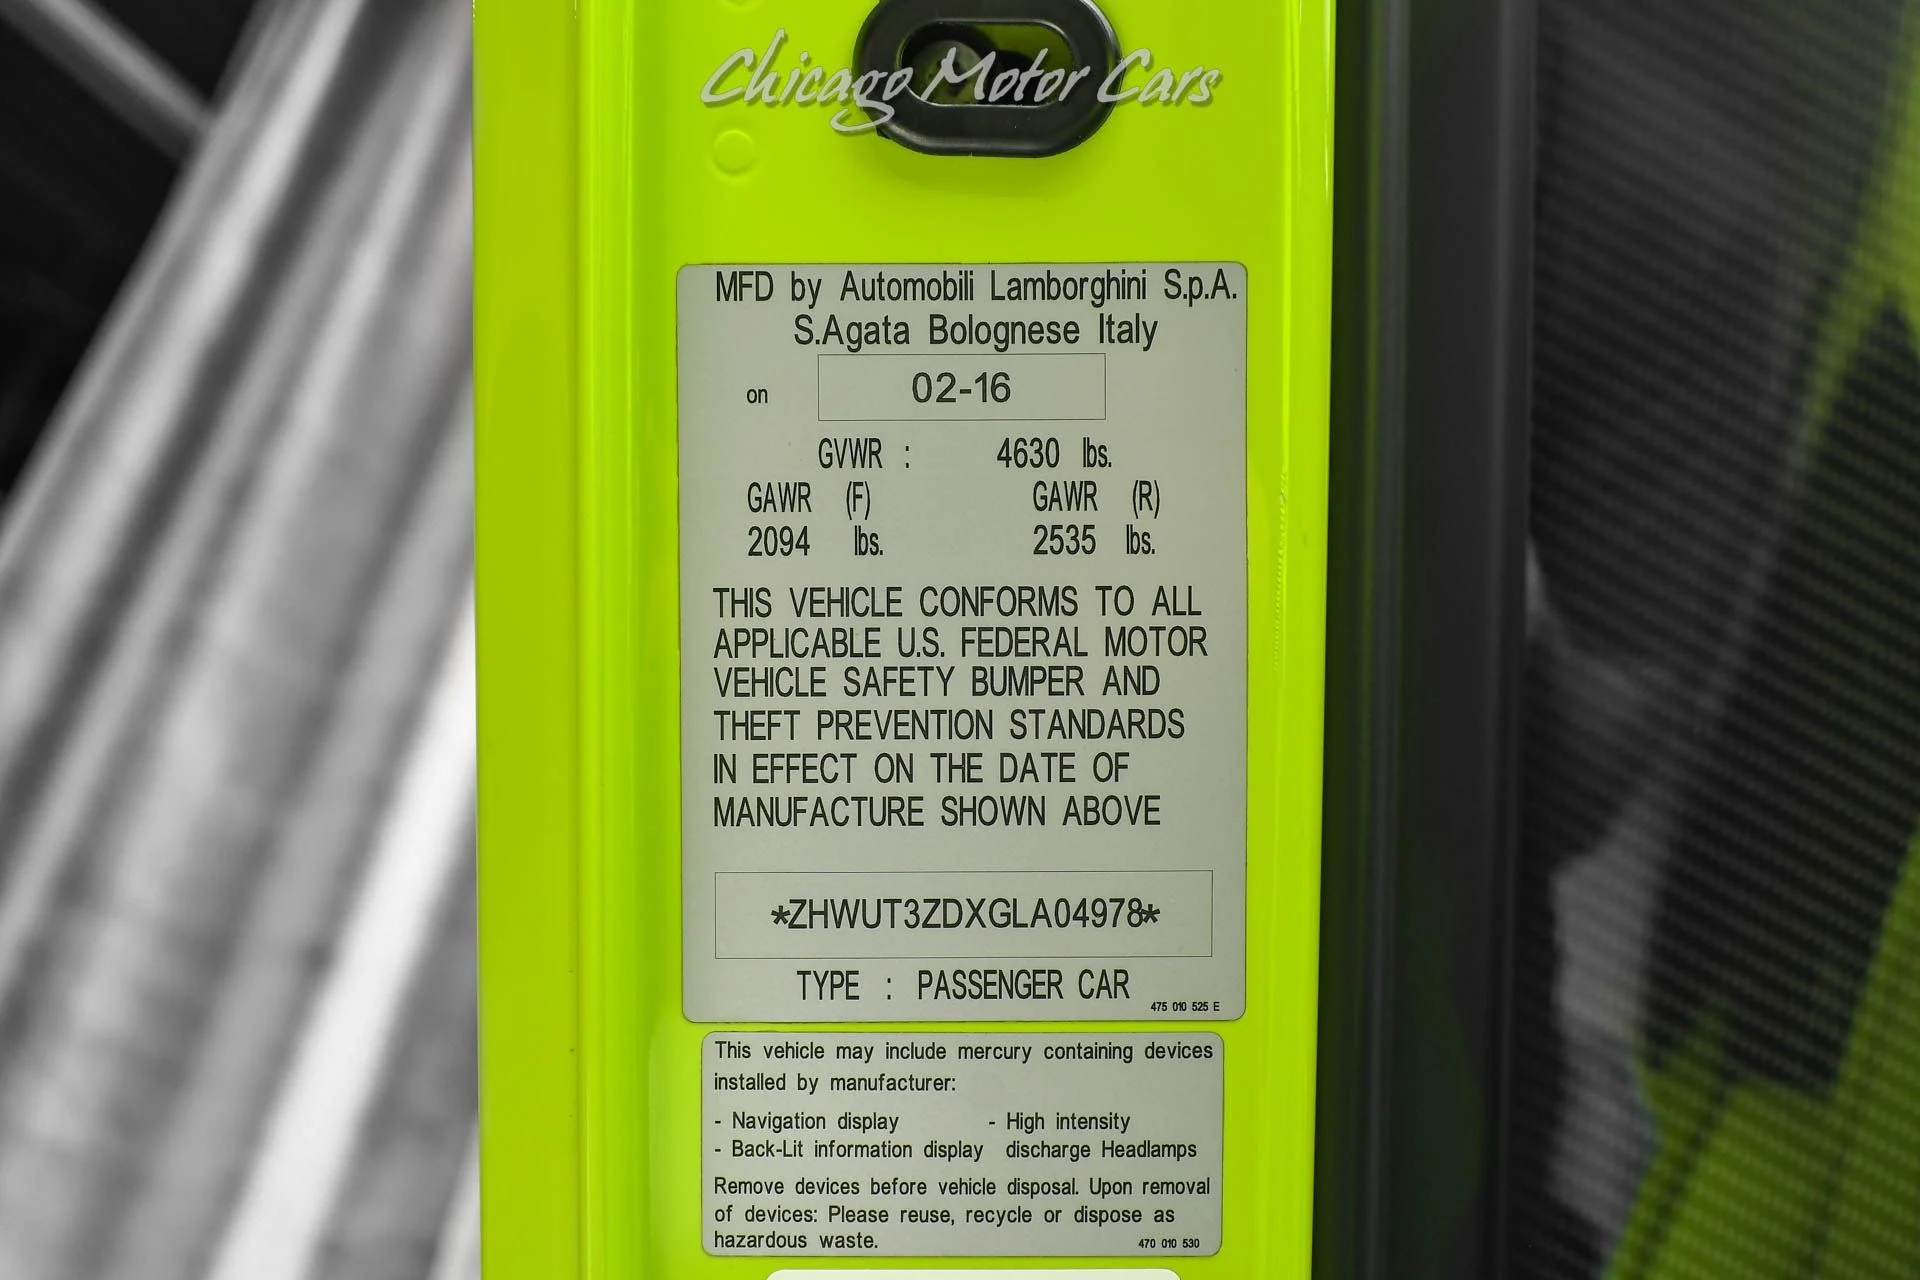 Chicago Motor Cars
MFD by Automobili Lamborghini S.p.A.
S.Agata Bolognese Italy
on 02-16
GVWR : 4630 lbs.
GAWR (F) GAWR (R)
2094 lbs. 2535 lbs.
THIS VEHICLE CONFORMS TO ALL
APPLICABLE U.S. FEDERAL MOTOR
VEHICLE SAFETY BUMPER AND
THEFT PREVENTION STANDARDS
IN EFFECT ON THE DATE OF
MANUFACTURE SHOWN ABOVE
*ZHWUT3ZDXGLA04978*
TYPE : PASSENGER CAR
475 010 525 E
This vehicle may include mercury containing devices
installed by manufacturer:
- Navigation display - High intensity
- Back-Lit information display discharge Headlamps
Remove devices before vehicle disposal. Upon removal
of devices: Please reuse, recycle or dispose as
hazardous waste.
470 010 530